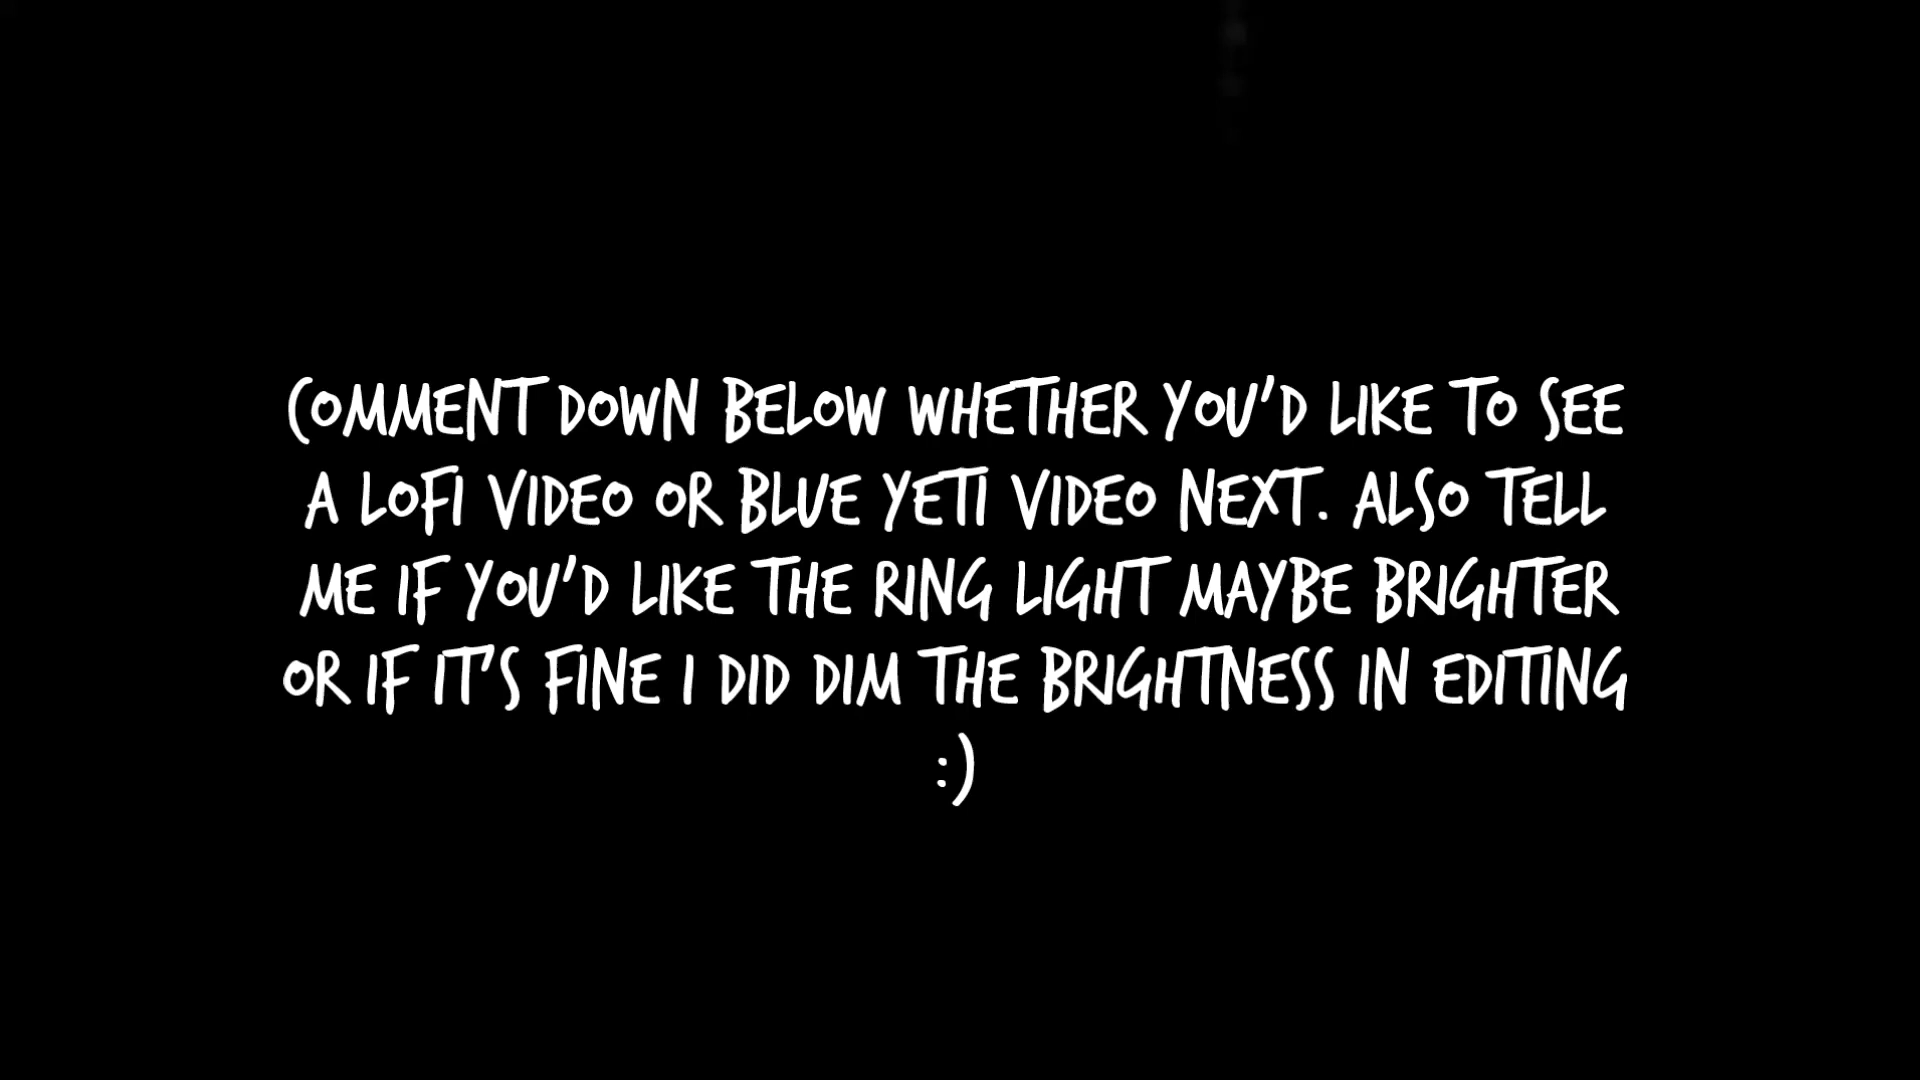 COMMENT DOWN BELOW WHETHER YOU'D LIKE TO SEE
A LOFI VIDEO OR BLUE YETI VIDEO NEXT. ALSO TELL
ME IF YOU'D LIKE THE RING LIGHT MAYBE BRIGHTER
OR IF IT'S FINE I DID DIM THE BRIGHTNESS IN EDITING
:)